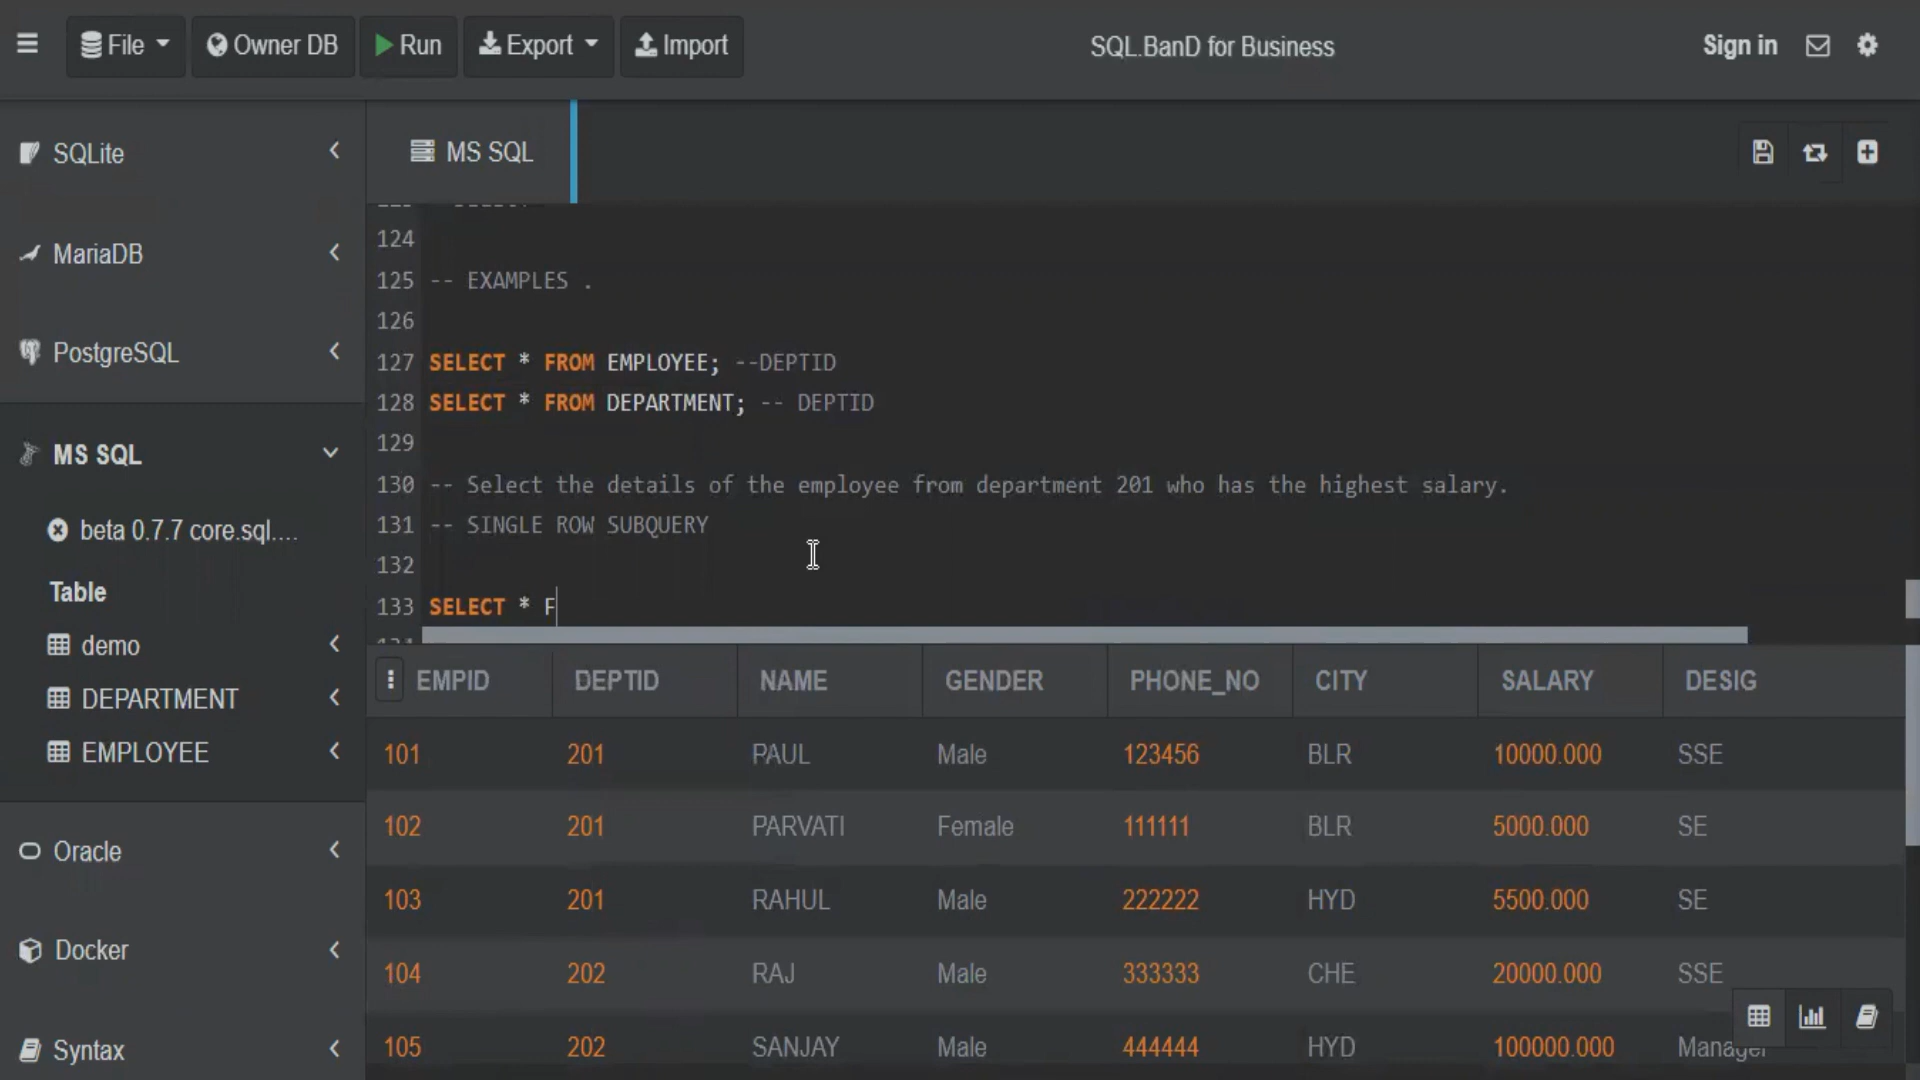 File
Owner DB
Run
Export
Import
SQL.BanD for Business
Sign in
SQLite
MariaDB
PostgreSQL
MS SQL
beta 0.7.7 core.sql....
Table
demo
DEPARTMENT
EMPLOYEE
Oracle
Docker
Syntax
MS SQL
124
125 -- EXAMPLES .
126
127 SELECT * FROM EMPLOYEE; --DEPTID
128 SELECT * FROM DEPARTMENT; -- DEPTID
129
130 -- Select the details of the employee from department 201 who has the highest salary.
131 -- SINGLE ROW SUBQUERY
132
133 SELECT * F
EMPID DEPTID NAME GENDER PHONE_NO CITY SALARY DESIG
101 201 PAUL Male 123456 BLR 10000.000 SSE
102 201 PARVATI Female 111111 BLR 5000.000 SE
103 201 RAHUL Male 222222 HYD 5500.000 SE
104 202 RAJ Male 333333 CHE 20000.000 SSE
105 202 SANJAY Male 444444 HYD 100000.000 Manager